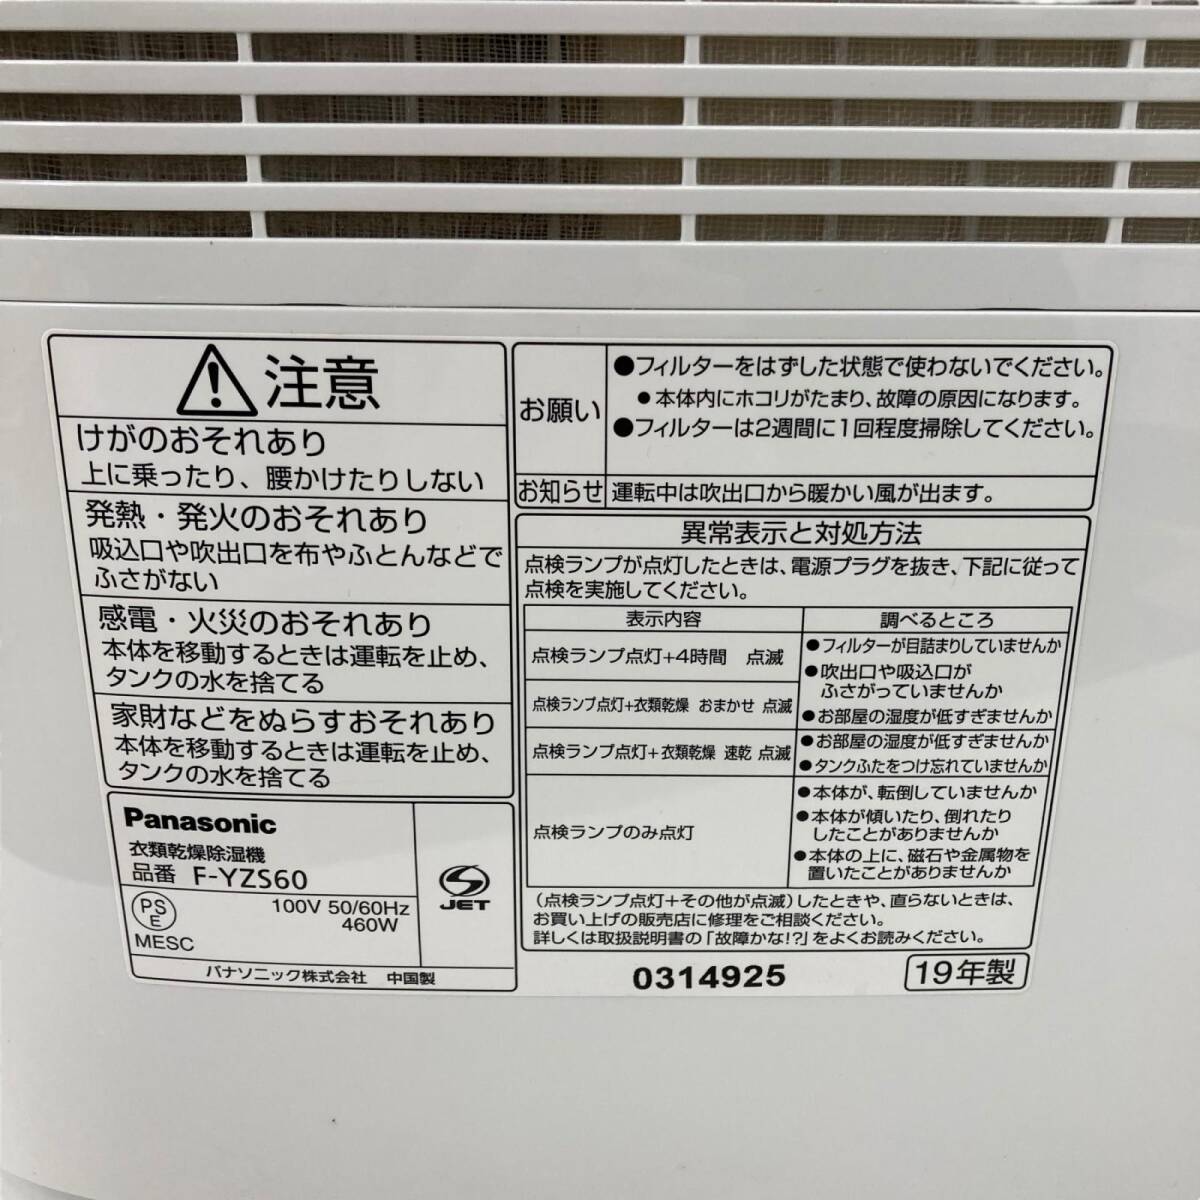 注意
けがのおそれあり
上に乗ったり、腰かけたりしない
発熱・発火のおそれあり
吸込口や吹出口を布やふとんなどで
ふさがない
感電・火災のおそれあり
本体を移動するときは運転を止め、
タンクの水を捨てる
家財などをぬらすおそれあり
本体を移動するときは運転を止め、
タンクの水を捨てる
Panasonic
衣類乾燥除湿機
品番 F-YZS60
100V 50/60Hz
460W
PS
E
MESC
JET
パナソニック株式会社 中国製
お願い
●フィルターをはずした状態で使わないでください。
●本体内にホコリがたまり、故障の原因になります。
●フィルターは2週間に1回程度掃除してください。
お知らせ 運転中は吹出口から暖かい風が出ます。
異常表示と対処方法
点検ランプが点灯したときは、電源プラグを抜き、下記に従って
点検を実施してください。
表示内容 調べるところ
点検ランプ点灯+4時間 点滅
点検ランプ点灯+衣類乾燥 おまかせ 点滅
●フィルターが目詰まりしていませんか
●吹出口や吸込口が
ふさがっていませんか
●お部屋の湿度が低すぎませんか
点検ランプ点灯+衣類乾燥 速乾 点滅
●お部屋の湿度が低すぎませんか
●タンクふたをつけ忘れていませんか
点検ランプのみ点灯
●本体が、転倒していませんか
●本体が傾いたり、倒れたり
したことがありませんか
●本体の上に、磁石や金属物を
置いたことがありませんか
(点検ランプ点灯+その他が点滅)したときや、直らないときは、
お買い上げの販売店に修理をご相談ください。
詳しくは取扱説明書の「故障かな!?」をよくお読みください。
0314925
19年製